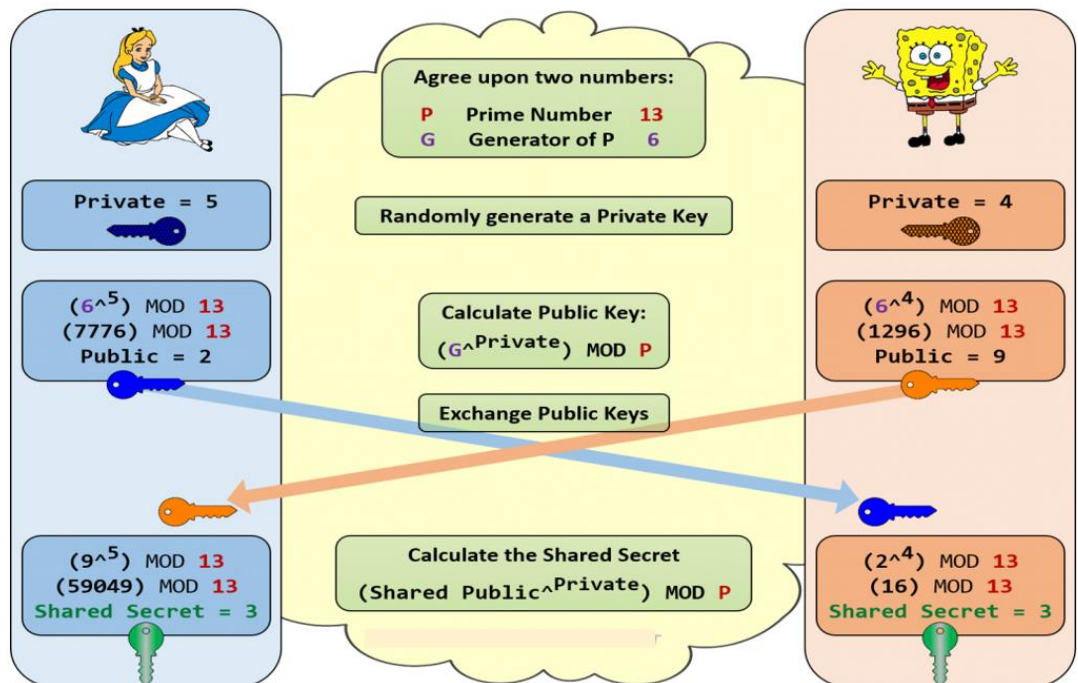 Agree upon two numbers:
P Prime Number 13
G Generator of P 6
Private = 5
Randomly generate a Private Key
Private = 4
(6^5) MOD 13
(7776) MOD 13
Public = 2
Calculate Public Key:
(G^Private) MOD P
(6^4) MOD 13
(1296) MOD 13
Public = 9
Exchange Public Keys
(9^5) MOD 13
(59049) MOD 13
Shared Secret = 3
Calculate the Shared Secret
(Shared Public^Private) MOD P
(2^4) MOD 13
(16) MOD 13
Shared Secret = 3